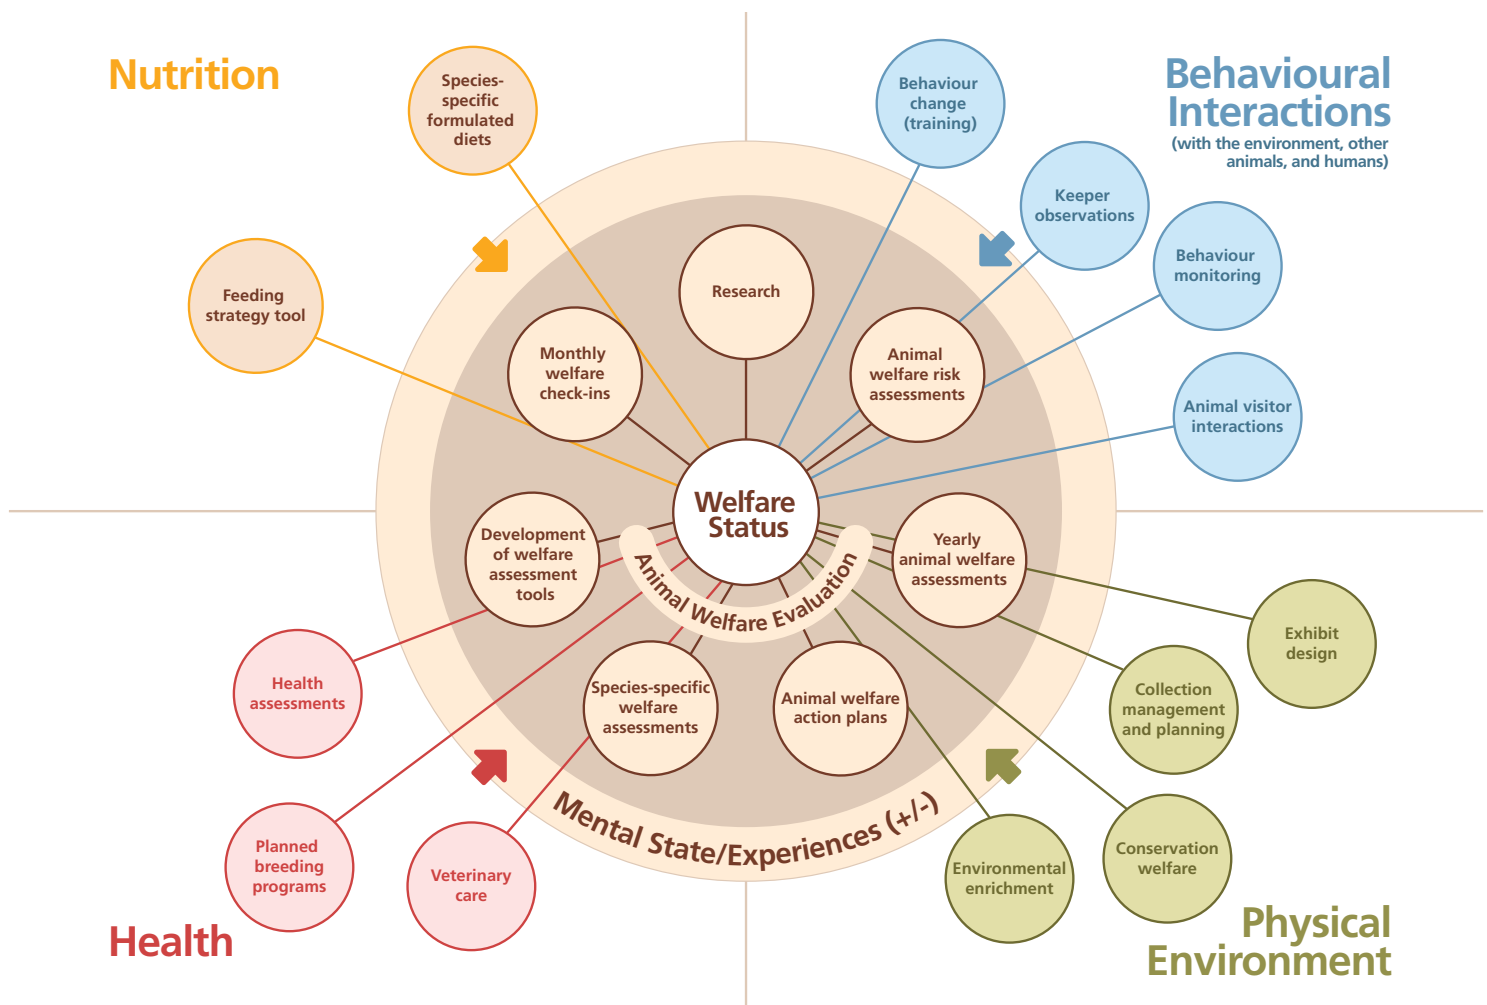 Nutrition
Species-
specific
formulated
diets
Feeding
strategy tool
Behavioural
Interactions
(with the environment, other
animals, and humans)
Behaviour
change
(training)
Keeper
observations
Behaviour
monitoring
Animal visitor
interactions
Research
Monthly
welfare
check-ins
Animal
welfare risk
assessments
Welfare
Status
Development
of welfare
assessment
tools
Yearly
animal welfare
assessments
Animal Welfare Evaluation
Species-specific
welfare
assessments
Animal welfare
action plans
Mental State/Experiences (+/-)
Health
assessments
Planned
breeding
programs
Veterinary
care
Health
Exhibit
design
Collection
management
and planning
Conservation
welfare
Environmental
enrichment
Physical
Environment